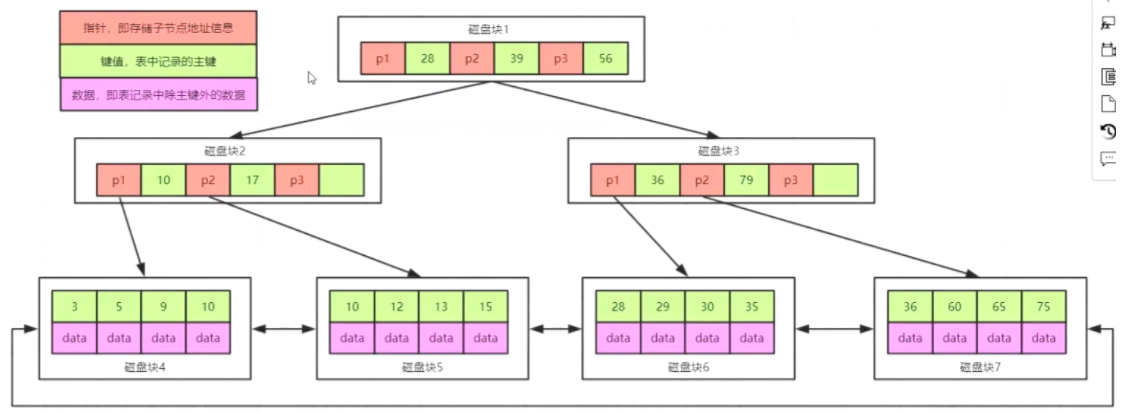 指针，即存储子节点地址信息
键值，表中记录的主键
数据，即表记录中除主键外的数据
磁盘块1
p1 28 p2 39 p3 56
磁盘块2
p1 10 p2 17 p3
磁盘块3
p1 36 p2 79 p3
3 5 9 10
data data data data
磁盘块4
10 12 13 15
data data data data
磁盘块5
28 29 30 35
data data data data
磁盘块6
36 60 65 75
data data data data
磁盘块7